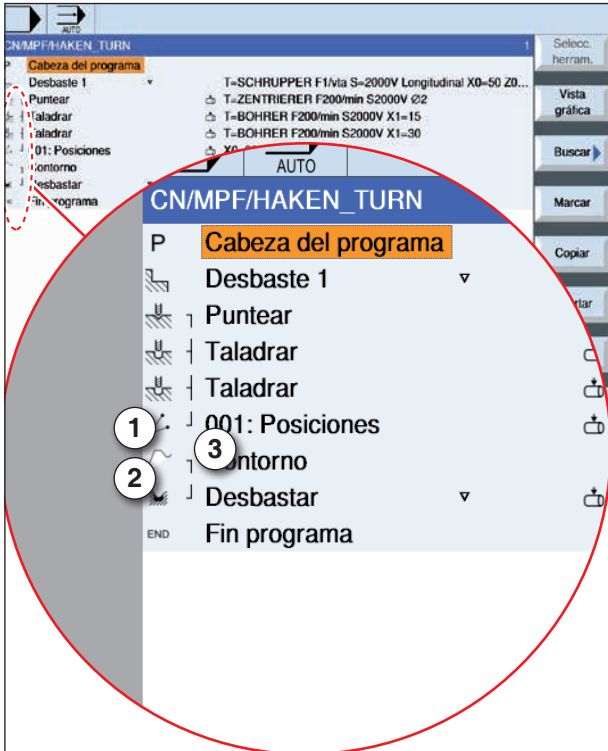 AUTO
CN/MPF/HAKEN_TURN 1
P Cabeza del programa
Desbaste 1 T=SCHRUPPER F1/vta S=2000V Longitudinal X0=50 Z0...
Puntear T=ZENTRIERER F200/min S2000V Ø2
Taladrar T=BOHRER F200/min S2000V X1=15
Taladrar T=BOHRER F200/min S2000V X1=30
001: Posiciones
Contorno
Desbastar
Fin programa
Selecc.
herram.
Vista
gráfica
Buscar
Marcar
Copiar
AUTO
CN/MPF/HAKEN_TURN
P Cabeza del programa
Desbaste 1
Puntear
Taladrar
Taladrar
1 001: Posiciones
3
2 Contorno
Desbastar
END Fin programa